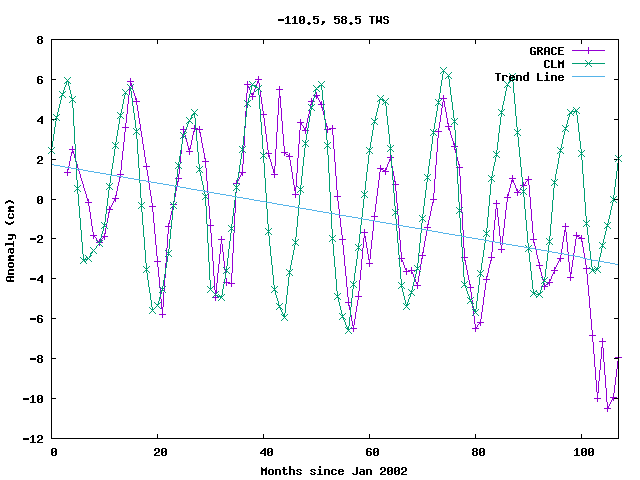 -110.5, 58.5 TWS
GRACE
CLM
Trend Line
8
6
4
2
0
-2
-4
-6
-8
-10
-12
Anomaly (cm)
0 20 40 60 80 100
Months since Jan 2002